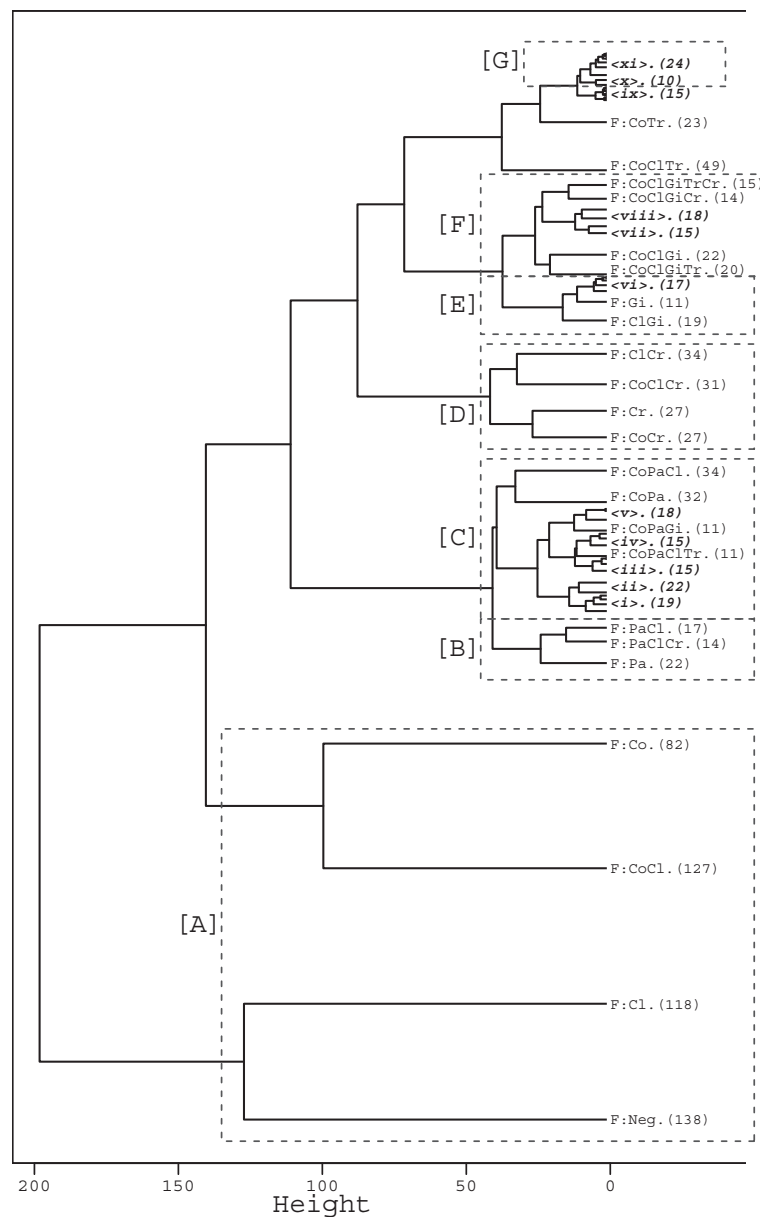 [G]
<xi>.(24)
<x>.(10)
<ix>.(15)
F:CoTr.(23)
F:CoClTr.(49)
F:CoClGiTrCr.(15)
F:CoClGiCr.(14)
[F]
<viii>.(18)
<vii>.(15)
F:CoClGi.(22)
F:CoClGiTr.(20)
<vi>.(17)
[E]
F:Gi.(11)
F:ClGi.(19)
F:ClCr.(34)
F:CoClCr.(31)
[D]
F:Cr.(27)
F:CoCr.(27)
F:CoPaCl.(34)
F:CoPa.(32)
<v>.(18)
F:CoPaGi.(11)
[C]
<iv>.(15)
F:CoPaClTr.(11)
<iii>.(15)
<ii>.(22)
<i>.(19)
F:PaCl.(17)
[B]
F:PaClCr.(14)
F:Pa.(22)
F:Co.(82)
F:CoCl.(127)
[A]
F:Cl.(118)
F:Neg.(138)
200 150 100 50 0
Height